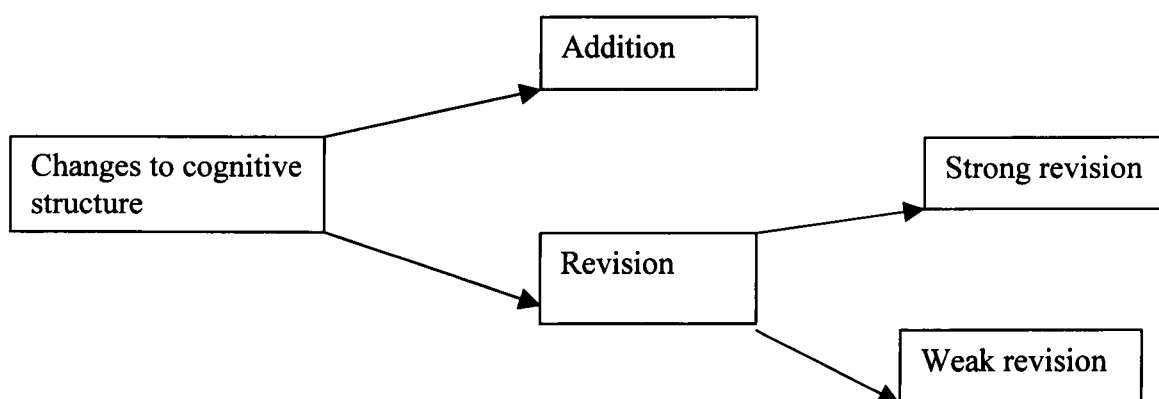 Addition
Changes to cognitive
structure
Strong revision
Revision
Weak revision